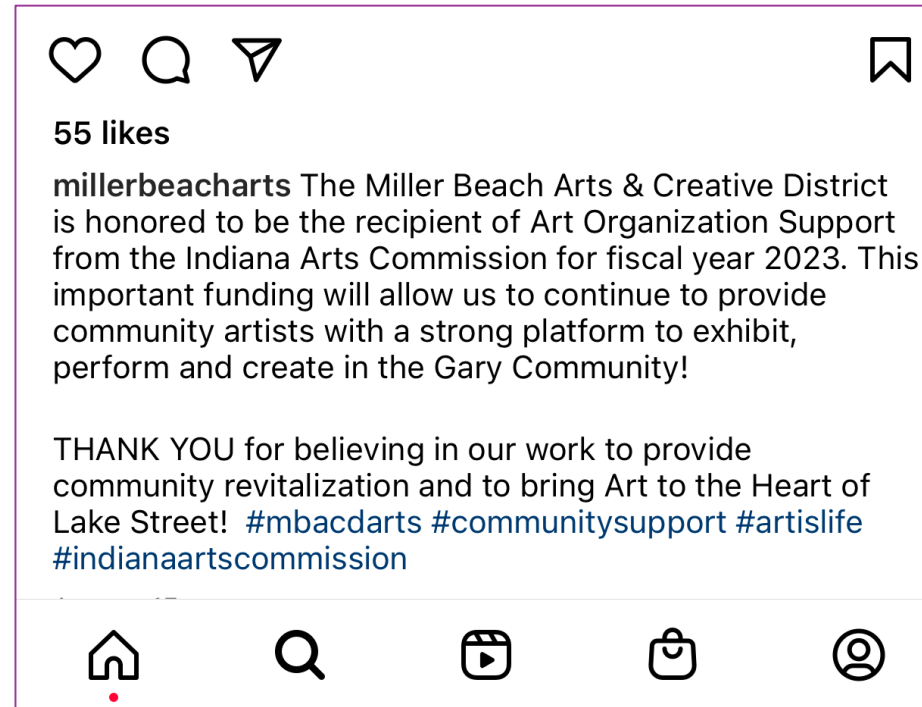 55 likes
millerbeacharts The Miller Beach Arts & Creative District
is honored to be the recipient of Art Organization Support
from the Indiana Arts Commission for fiscal year 2023. This
important funding will allow us to continue to provide
community artists with a strong platform to exhibit,
perform and create in the Gary Community!
THANK YOU for believing in our work to provide
community revitalization and to bring Art to the Heart of
Lake Street!  #mbacdarts #communitysupport #artislife
#indianaartscommission